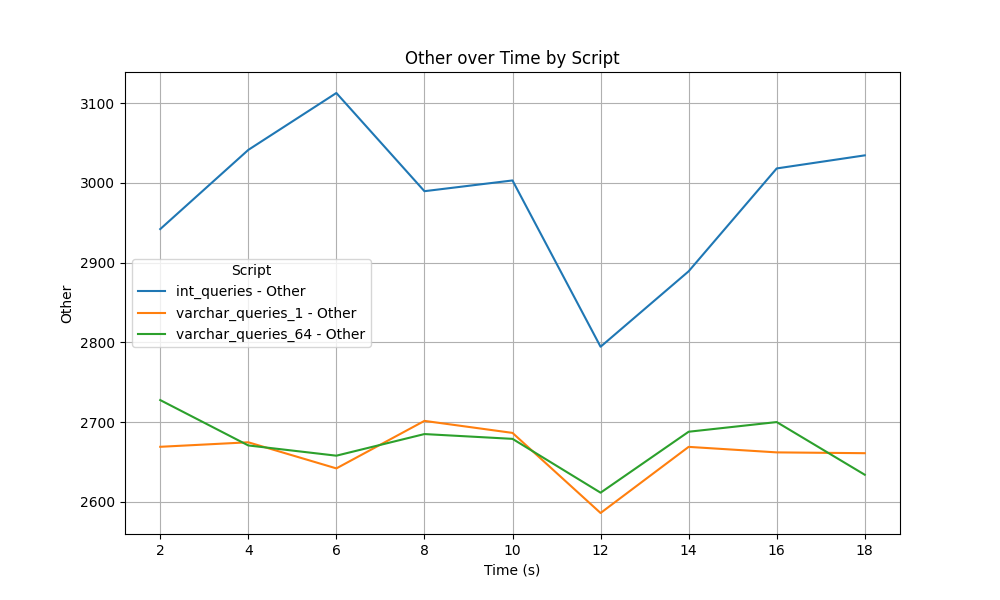 Other over Time by Script
Other
3100
3000
2900
2800
2700
2600
Script
int_queries - Other
varchar_queries_1 - Other
varchar_queries_64 - Other
2 4 6 8 10 12 14 16 18
Time (s)